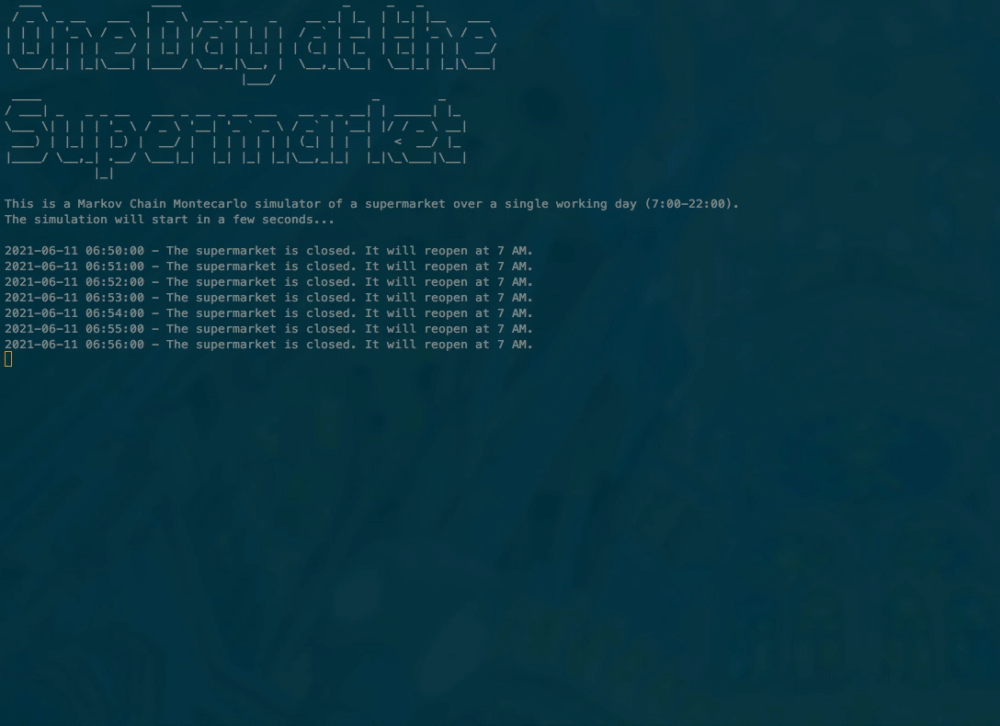 One Day at the
Supermarket
This is a Markov Chain Montecarlo simulator of a supermarket over a single working day (7:00-22:00).
The simulation will start in a few seconds...
2021-06-11 06:50:00 - The supermarket is closed. It will reopen at 7 AM.
2021-06-11 06:51:00 - The supermarket is closed. It will reopen at 7 AM.
2021-06-11 06:52:00 - The supermarket is closed. It will reopen at 7 AM.
2021-06-11 06:53:00 - The supermarket is closed. It will reopen at 7 AM.
2021-06-11 06:54:00 - The supermarket is closed. It will reopen at 7 AM.
2021-06-11 06:55:00 - The supermarket is closed. It will reopen at 7 AM.
2021-06-11 06:56:00 - The supermarket is closed. It will reopen at 7 AM.